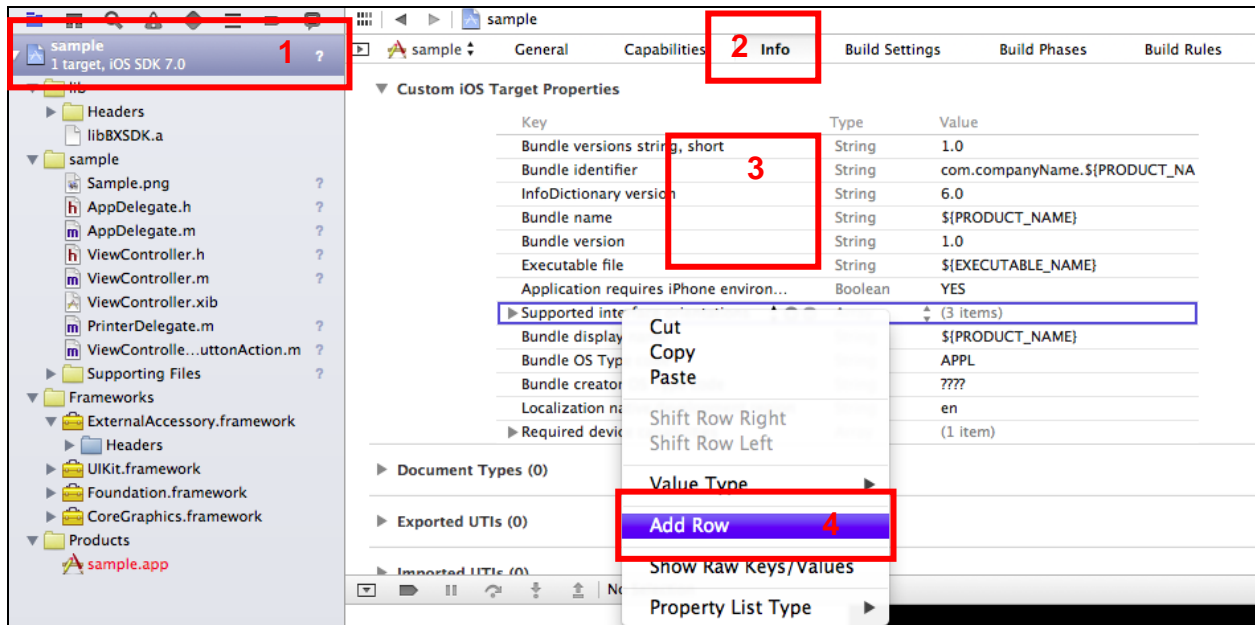 sample
sample
1 target, iOS SDK 7.0
1
?
sample
General
Capabilities
2
Info
Build Settings
Build Phases
Build Rules
lib
Headers
libBXSDK.a
sample
Sample.png ?
AppDelegate.h ?
AppDelegate.m ?
ViewController.h ?
ViewController.m ?
ViewController.xib
PrinterDelegate.m ?
ViewControlle...uttonAction.m ?
Supporting Files ?
Frameworks
ExternalAccessory.framework
Headers
UIKit.framework
Foundation.framework
CoreGraphics.framework
Products
sample.app
Custom iOS Target Properties
Key Type Value
Bundle versions string, short String 1.0
3
Bundle identifier String com.companyName.${PRODUCT_NA
InfoDictionary version String 6.0
Bundle name String ${PRODUCT_NAME}
Bundle version String 1.0
Executable file String ${EXECUTABLE_NAME}
Application requires iPhone environ... Boolean YES
Supported (3 items)
Bundle display ${PRODUCT_NAME}
Bundle OS Typ APPL
Bundle creator ????
Localization na en
Required devic (1 item)
Document Types (0)
Exported UTIs (0)
Imported UTIs (0)
No
Cut
Copy
Paste
Shift Row Right
Shift Row Left
Value Type
Add Row 4
Show Raw Keys/Values
Property List Type